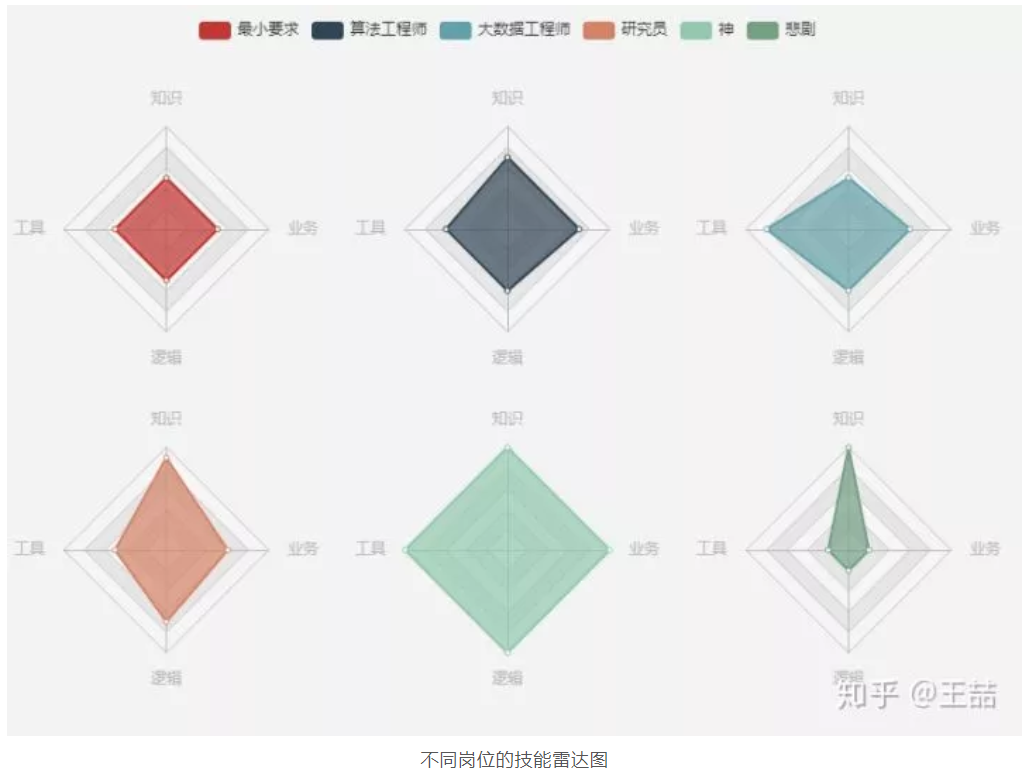 最小要求 算法工程师 大数据工程师 研究员 神 悲剧
知识 知识 知识
工具 业务 工具 业务 工具 业务
逻辑 逻辑 逻辑
知识 知识 知识
工具 业务 工具 业务 工具 业务
逻辑 逻辑 逻辑
知乎 @王喆
不同岗位的技能雷达图